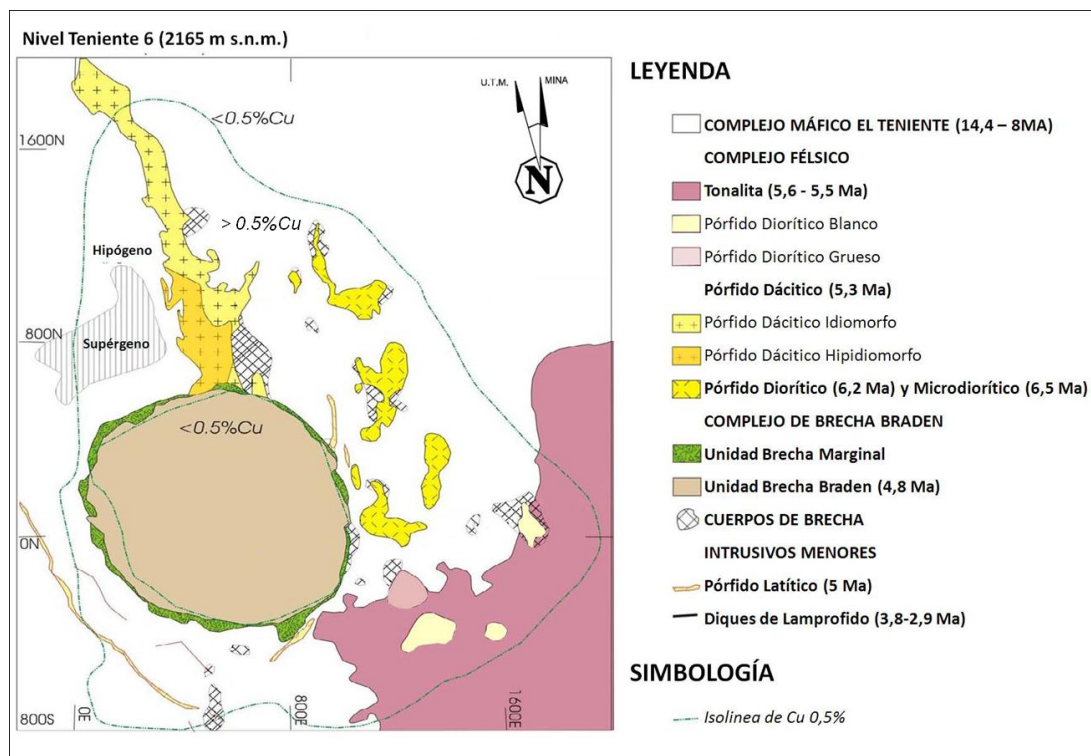 Nivel Teniente 6 (2165 m s.n.m.)
U.T.M.
MINA
N
<0.5%Cu
1600N
> 0.5%Cu
Hipógeno
800N
Supérgeno
<0.5%Cu
0N
800S
0E
800E
1600E
LEYENDA
COMPLEJO MÁFICO EL TENIENTE (14,4 – 8MA)
COMPLEJO FÉLSICO
Tonalita (5,6 - 5,5 Ma)
Pórfido Diorítico Blanco
Pórfido Diorítico Grueso
Pórfido Dácitico (5,3 Ma)
Pórfido Dácitico Idiomorfo
Pórfido Dácitico Hipidiomorfo
Pórfido Diorítico (6,2 Ma) y Microdiorítico (6,5 Ma)
COMPLEJO DE BRECHA BRADEN
Unidad Brecha Marginal
Unidad Brecha Braden (4,8 Ma)
CUERPOS DE BRECHA
INTRUSIVOS MENORES
Pórfido Latítico (5 Ma)
Diques de Lamprofido (3,8-2,9 Ma)
SIMBOLOGÍA
Isolinea de Cu 0,5%